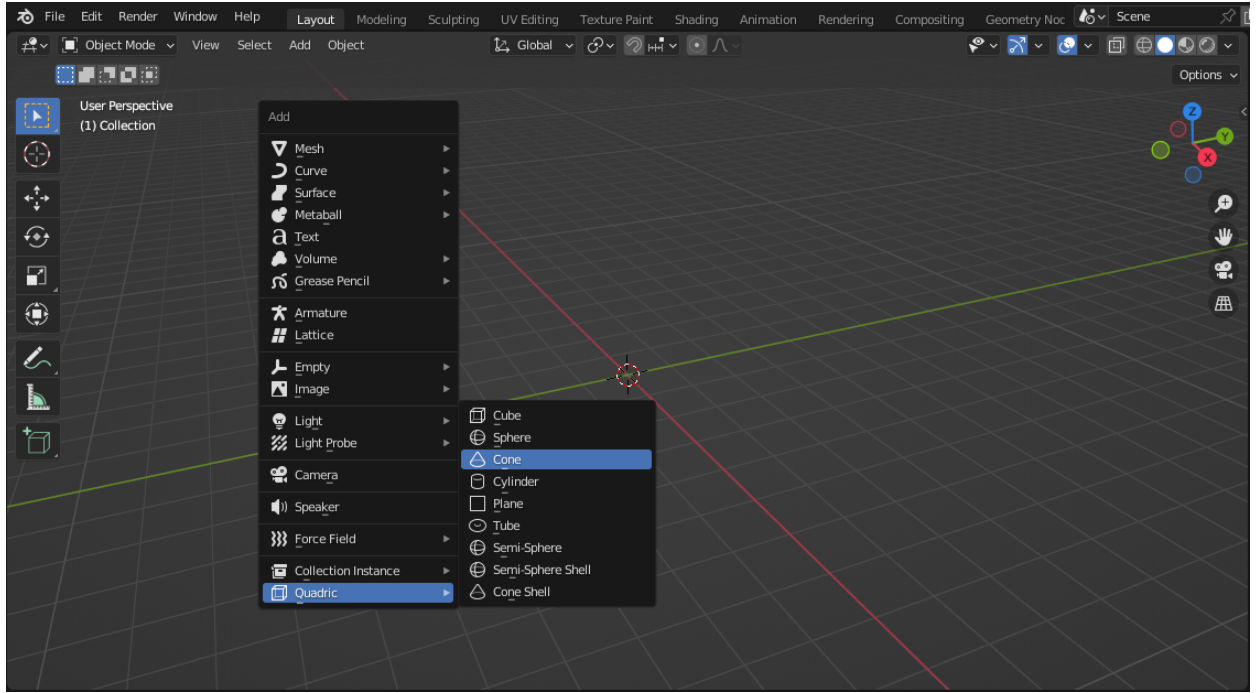 File Edit Render Window Help Layout Modeling Sculpting UV Editing Texture Paint Shading Animation Rendering Compositing Geometry Noc Scene
Object Mode View Select Add Object Global
Options
User Perspective
(1) Collection
Z
Y
X
Add
Mesh
Curve
Surface
Metaball
Text
Volume
Grease Pencil
Armature
Lattice
Empty
Image
Light
Light Probe
Camera
Speaker
Force Field
Collection Instance
Quadric
Cube
Sphere
Cone
Cylinder
Plane
Tube
Semi-Sphere
Semi-Sphere Shell
Cone Shell